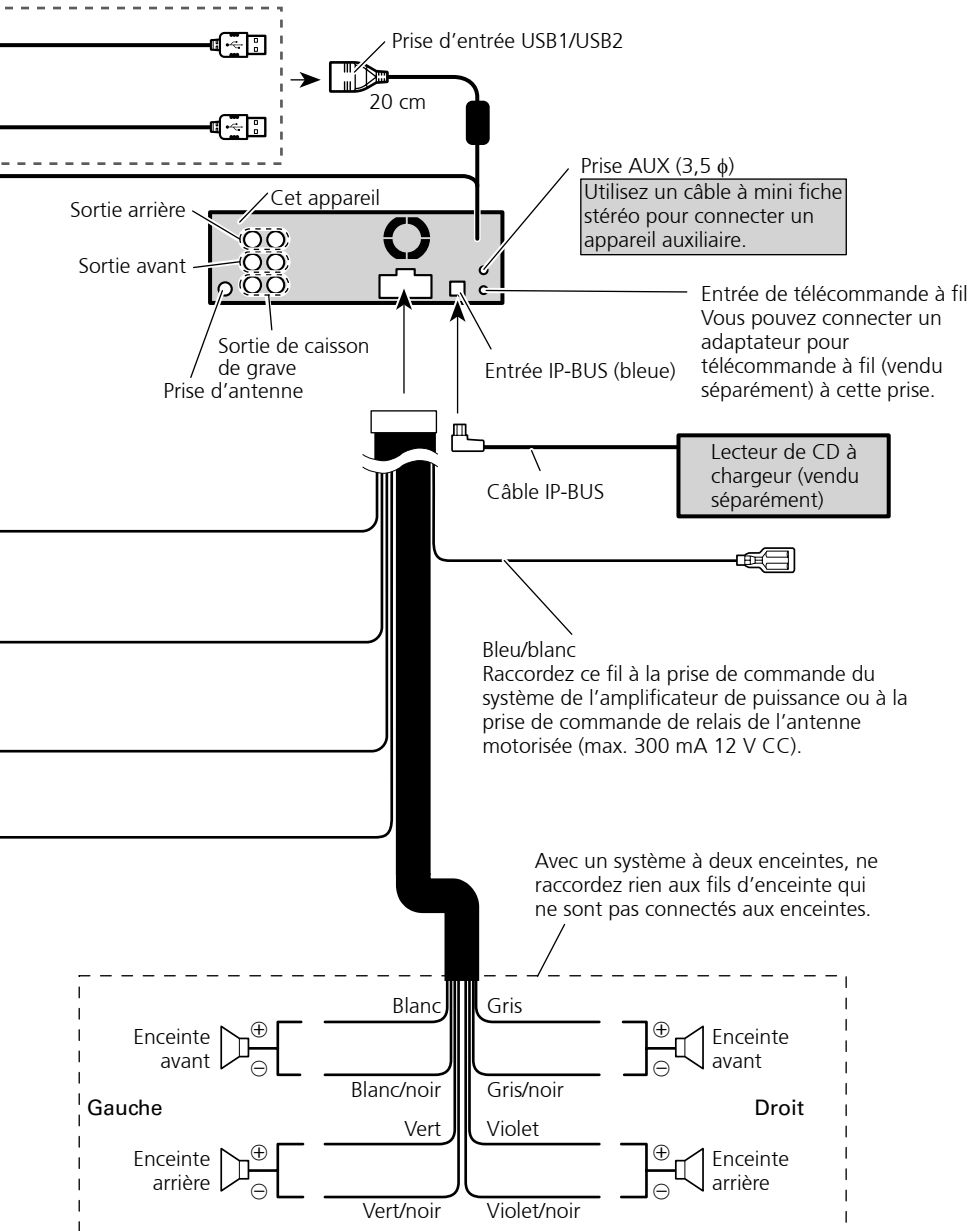 Prise d’entrée USB1/USB2
20 cm
Prise AUX (3,5 ϕ)
Utilisez un câble à mini fiche
stéréo pour connecter un
appareil auxiliaire.
Cet appareil
Sortie arrière
Sortie avant
Entrée de télécommande à fil
Vous pouvez connecter un
adaptateur pour
télécommande à fil (vendu
séparément) à cette prise.
Sortie de caisson
de grave
Prise d’antenne
Entrée IP-BUS (bleue)
Lecteur de CD à
chargeur (vendu
séparément)
Câble IP-BUS
Bleu/blanc
Raccordez ce fil à la prise de commande du
système de l’amplificateur de puissance ou à la
prise de commande de relais de l’antenne
motorisée (max. 300 mA 12 V CC).
Avec un système à deux enceintes, ne
raccordez rien aux fils d’enceinte qui
ne sont pas connectés aux enceintes.
Blanc
Gris
Enceinte
avant
⊕
⊖
⊕
⊖
Enceinte
avant
Blanc/noir
Gris/noir
Gauche
Droit
Vert
Violet
Enceinte
arrière
⊕
⊖
⊕
⊖
Enceinte
arrière
Vert/noir
Violet/noir